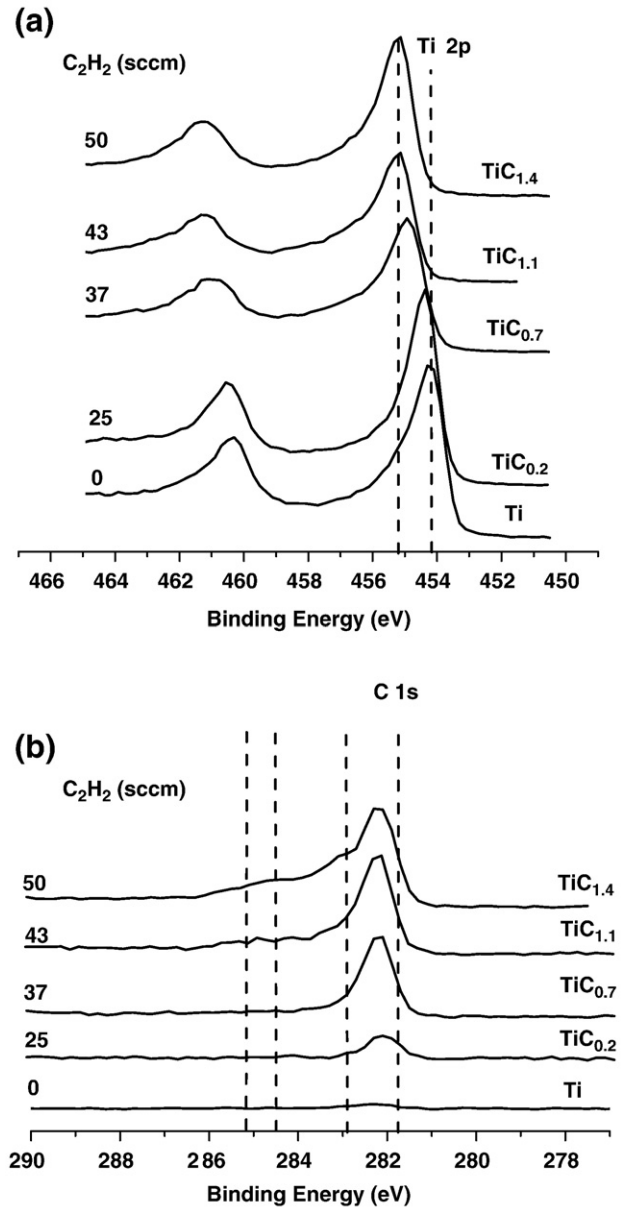 (a)
Ti 2p
C₂H₂ (sccm)
50
TiC₁.₄
43
TiC₁.₁
37
TiC₀.₇
25
TiC₀.₂
0
Ti
466 464 462 460 458 456 454 452 450
Binding Energy (eV)
C 1s
(b)
C₂H₂ (sccm)
50
TiC₁.₄
43
TiC₁.₁
37
TiC₀.₇
25
TiC₀.₂
0
Ti
290 288 286 284 282 280 278
Binding Energy (eV)